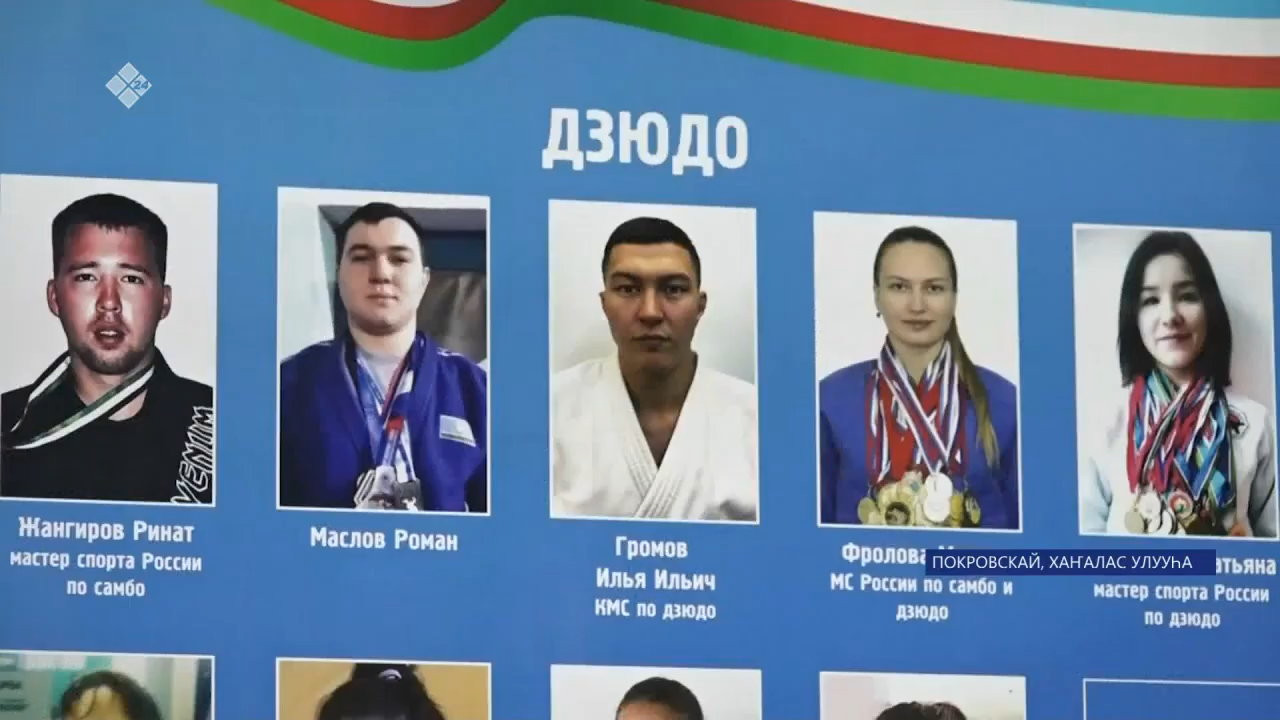 24
ДЗЮДО
VENUM
Жангиров Ринат
мастер спорта России
по самбо
Маслов Роман
Громов
Илья Ильич
КМС по дзюдо
Фролова
МС России по самбо и
дзюдо
ПОКРОВСКАЙ, ХАҤАЛАС УЛУУҺА
атьяна
мастер спорта России
по дзюдо